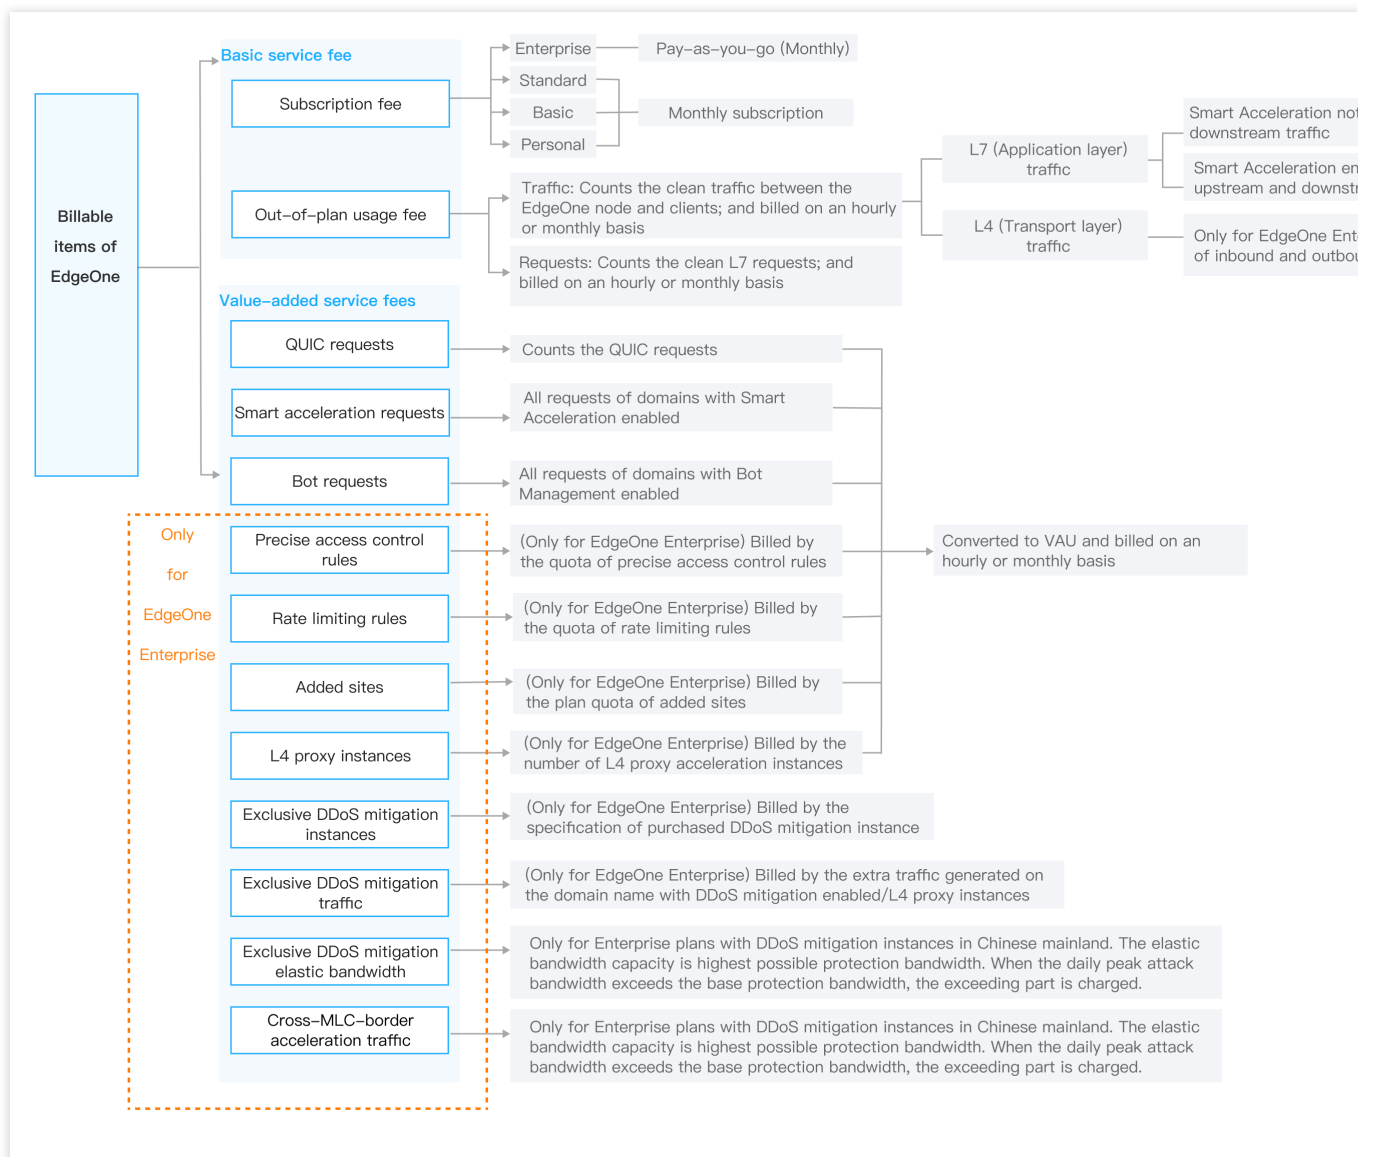 Billable
items of
EdgeOne
Basic service fee
Subscription fee
Enterprise
Pay-as-you-go (Monthly)
Standard
Basic
Personal
Monthly subscription
Out-of-plan usage fee
Traffic: Counts the clean traffic between the
EdgeOne node and clients; and billed on an hourly
or monthly basis
Requests: Counts the clean L7 requests; and
billed on an hourly or monthly basis
L7 (Application layer)
traffic
Smart Acceleration not
downstream traffic
Smart Acceleration en
upstream and downst
L4 (Transport layer)
traffic
Only for EdgeOne Ent
of inbound and outbo
Value-added service fees
QUIC requests
Counts the QUIC requests
Smart acceleration requests
All requests of domains with Smart
Acceleration enabled
Bot requests
All requests of domains with Bot
Management enabled
Only
for
EdgeOne
Enterprise
Precise access control
rules
(Only for EdgeOne Enterprise) Billed by
the quota of precise access control rules
Converted to VAU and billed on an
hourly or monthly basis
Rate limiting rules
(Only for EdgeOne Enterprise) Billed by
the quota of rate limiting rules
Added sites
(Only for EdgeOne Enterprise) Billed by
the plan quota of added sites
L4 proxy instances
(Only for EdgeOne Enterprise) Billed by the
number of L4 proxy acceleration instances
Exclusive DDoS mitigation
instances
(Only for EdgeOne Enterprise) Billed by the
specification of purchased DDoS mitigation instance
Exclusive DDoS mitigation
traffic
(Only for EdgeOne Enterprise) Billed by the extra traffic generated on
the domain name with DDoS mitigation enabled/L4 proxy instances
Exclusive DDoS mitigation
elastic bandwidth
Only for Enterprise plans with DDoS mitigation instances in Chinese mainland. The elastic
bandwidth capacity is highest possible protection bandwidth. When the daily peak attack
bandwidth exceeds the base protection bandwidth, the exceeding part is charged.
Cross-MLC-border
acceleration traffic
Only for Enterprise plans with DDoS mitigation instances in Chinese mainland. The elastic
bandwidth capacity is highest possible protection bandwidth. When the daily peak attack
bandwidth exceeds the base protection bandwidth, the exceeding part is charged.